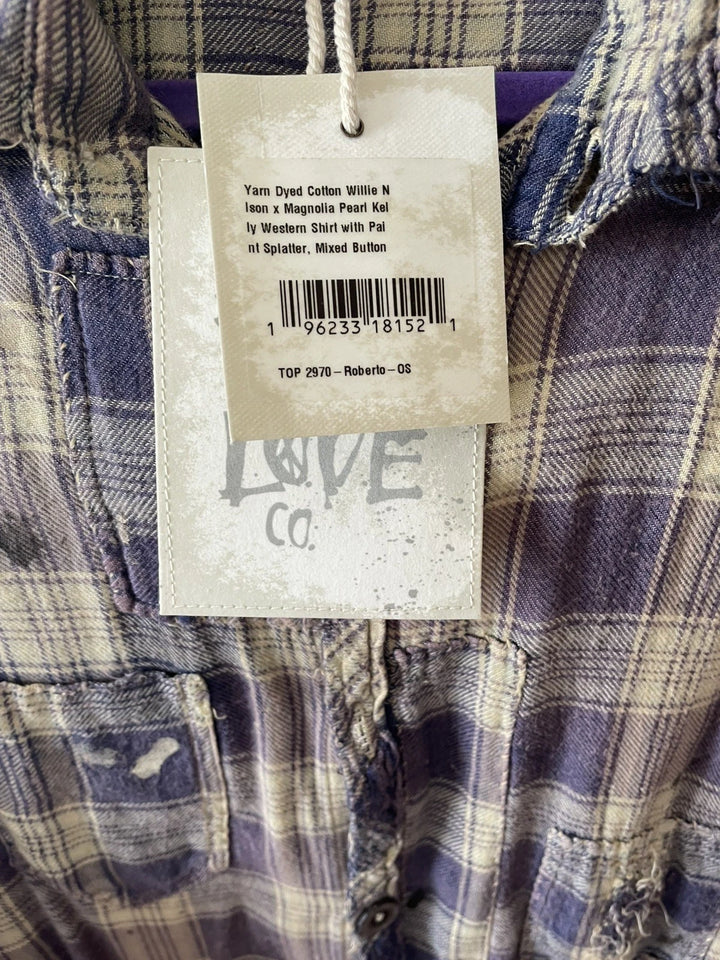 Yarn Dyed Cotton Willie N
lson x Magnolia Pearl Kel
ly Western Shirt with Pai
nt Splatter, Mixed Button
1 96233 18152 1
TOP 2970-Roberto-OS
LOVE
CO.